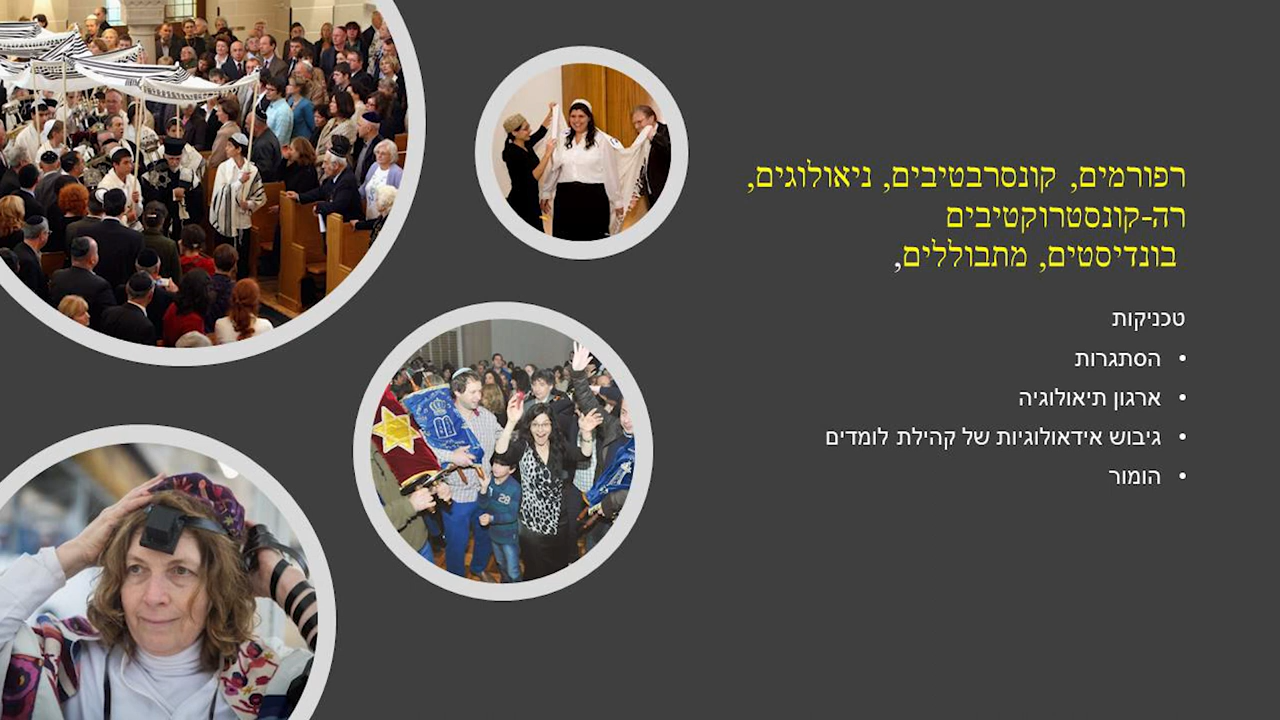 רפורמים, קונסרבטיבים, ניאולוגים,
רה-קונסטרוקטיבים
בונדיסטים, מתבוללים,
טכניקות
• הסתגרות
• ארגון תיאולוגיה
• גיבוש אידאולוגיות של קהילת לומדים
• הומור